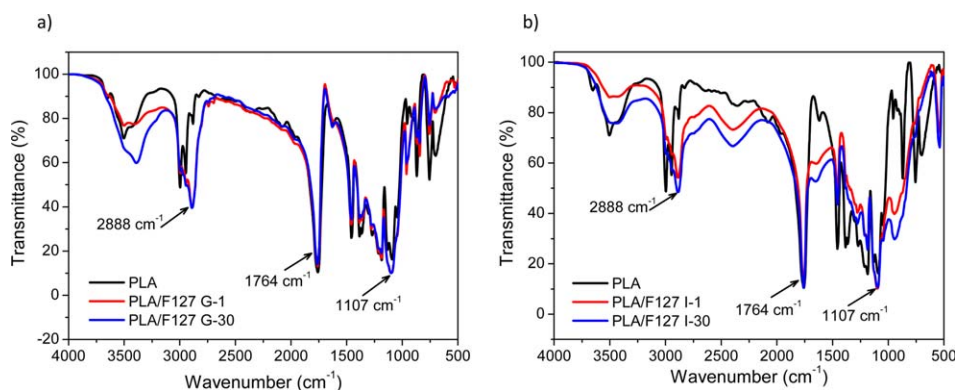 a)
Transmittance (%)
100
80
60
40
20
0
-20
2888 cm-1
1764 cm-1
1107 cm-1
PLA
PLA/F127 G-1
PLA/F127 G-30
4000 3500 3000 2500 2000 1500 1000 500
Wavenumber (cm-1)
b)
Transmittance (%)
100
80
60
40
20
0
2888 cm-1
1764 cm-1
1107 cm-1
PLA
PLA/F127 I-1
PLA/F127 I-30
4000 3500 3000 2500 2000 1500 1000 500
Wavenumber (cm-1)